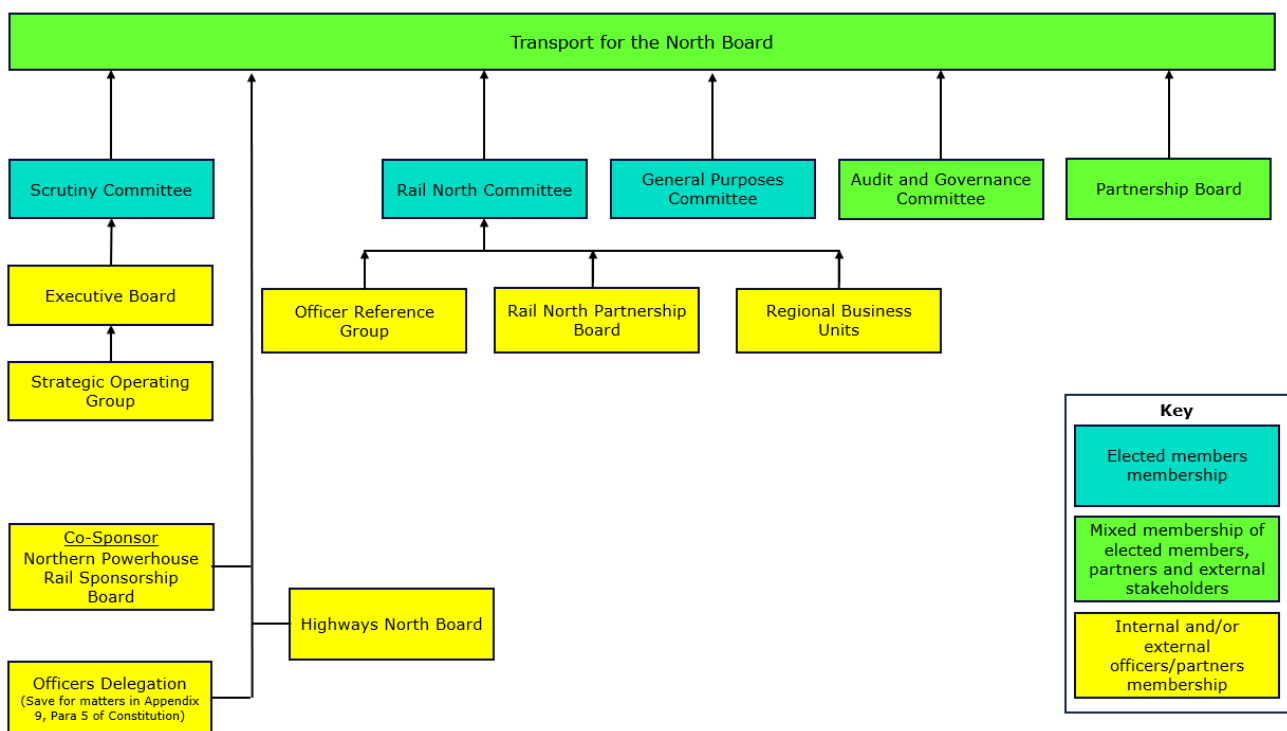 Transport for the North Board
Scrutiny Committee
Rail North Committee
General Purposes
Committee
Audit and Governance
Committee
Partnership Board
Executive Board
Officer Reference
Group
Rail North Partnership
Board
Regional Business
Units
Strategic Operating
Group
Co-Sponsor
Northern Powerhouse
Rail Sponsorship
Board
Highways North Board
Officers Delegation
(Save for matters in Appendix
9, Para 5 of Constitution)
Key
Elected members
membership
Mixed membership of
elected members,
partners and external
stakeholders
Internal and/or
external
officers/partners
membership